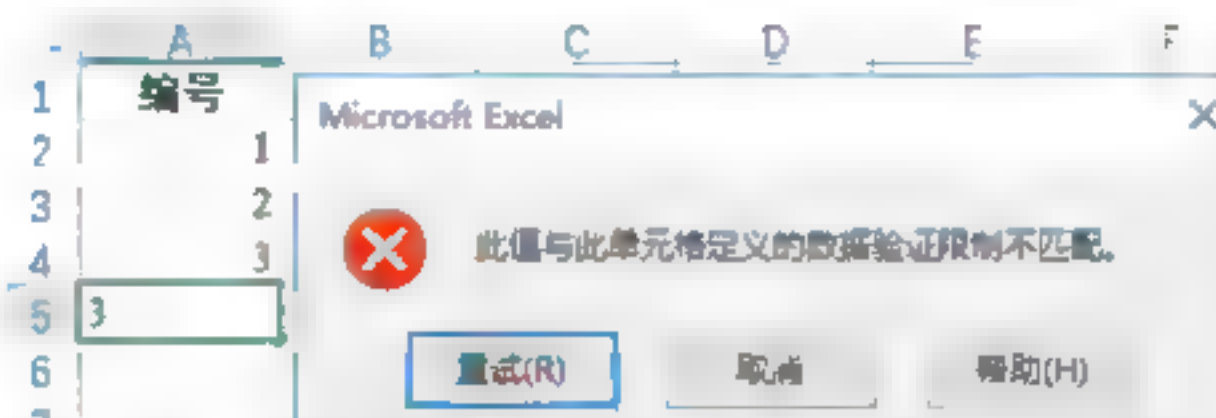 A B C D E F
1 编号
Microsoft Excel
2 1
3 2
4 3
此值与此单元格定义的数据验证限制不匹配。
5 3
6 重试(R) 取消 帮助(H)